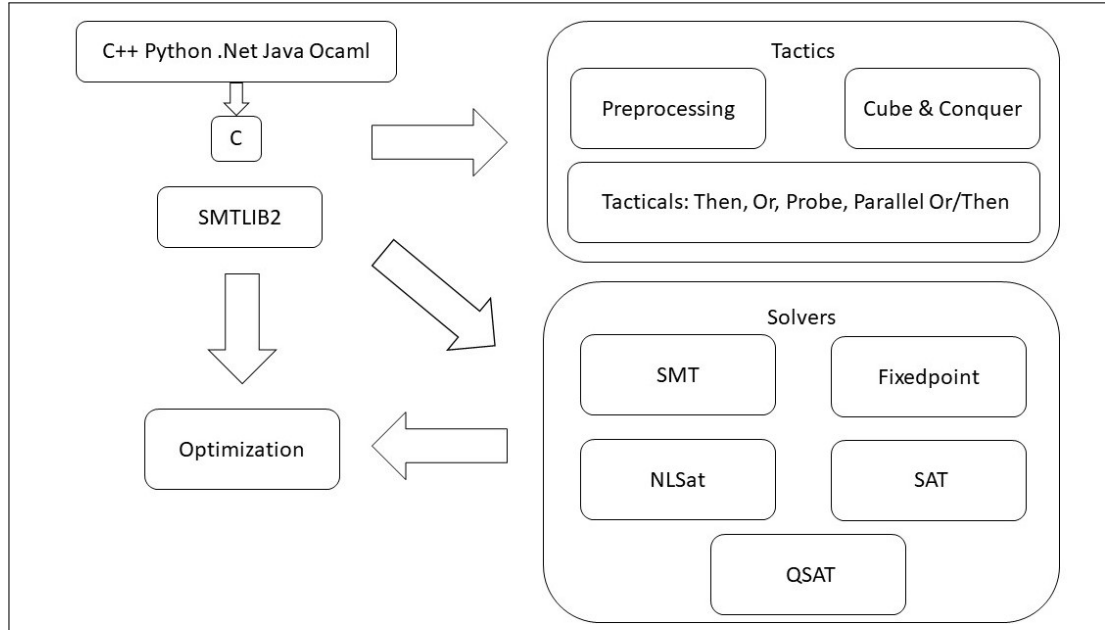 C++ Python .Net Java Ocaml
C
SMTLIB2
Optimization
Tactics
Preprocessing
Cube & Conquer
Tacticals: Then, Or, Probe, Parallel Or/Then
Solvers
SMT
Fixedpoint
NLSat
SAT
QSAT